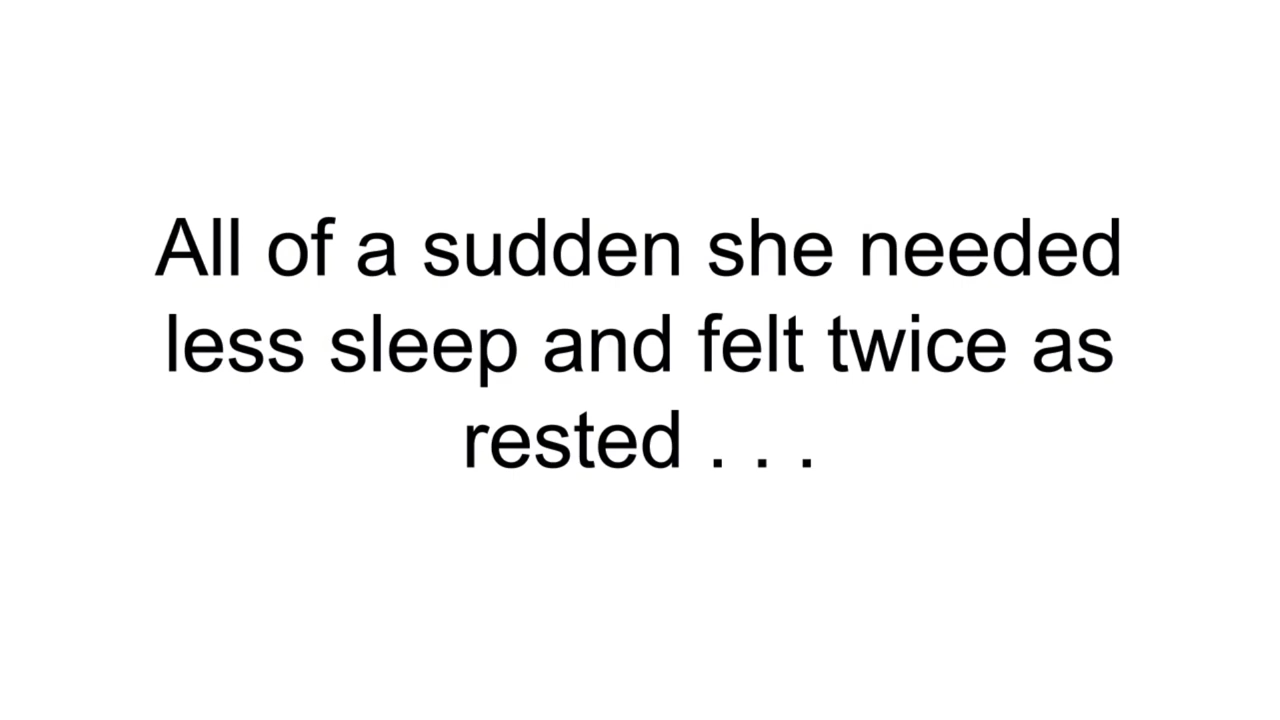 All of a sudden she needed
less sleep and felt twice as
rested . . .